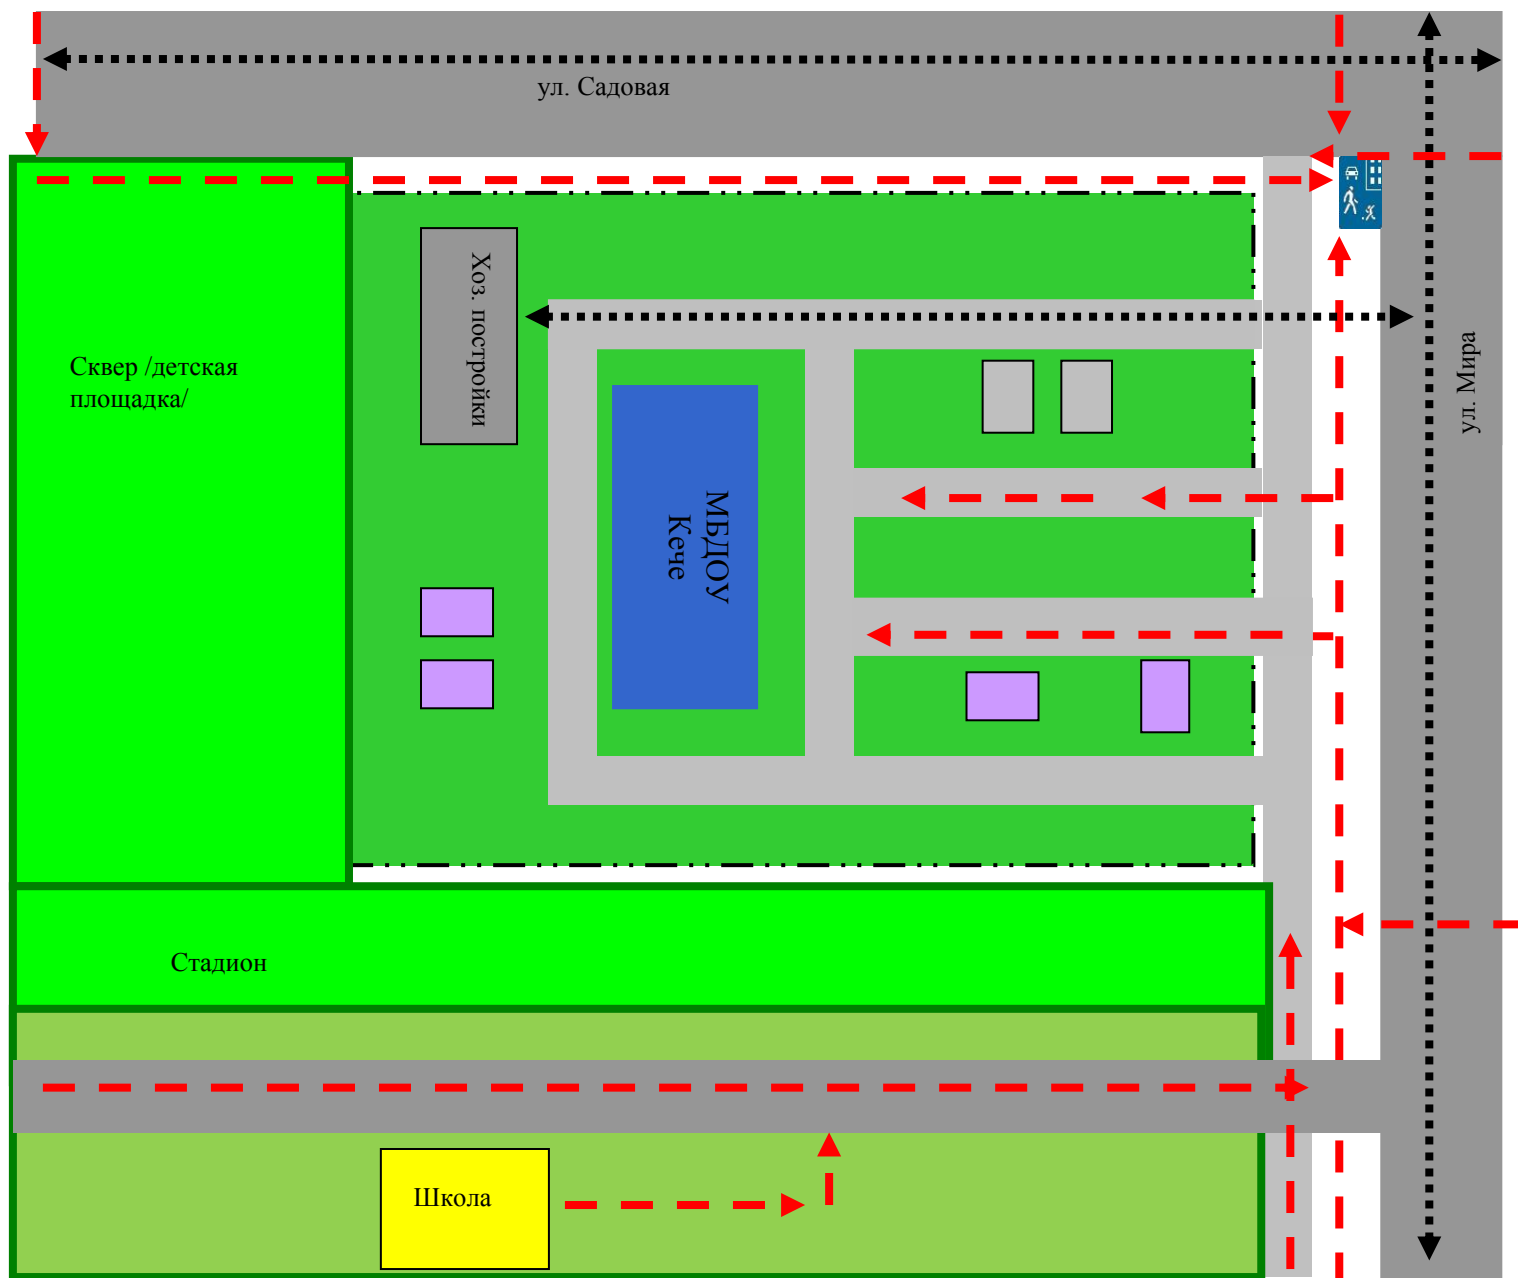 ул. Садовая
Хоз. постройки
Сквер /детская
площадка/
ул. Мира
МБДОУ
Кече
Стадион
Школа